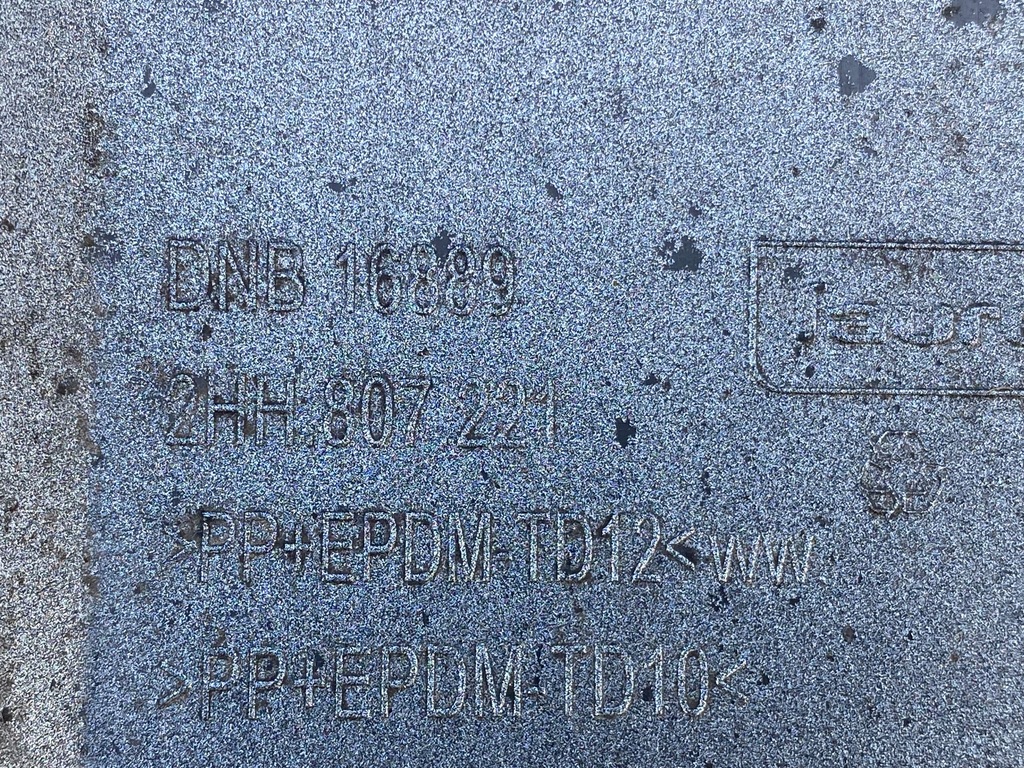 DNB 16889
2HH.807.221
>PP+EPDM-TD12< WW
>PP+EPDM-TD10<